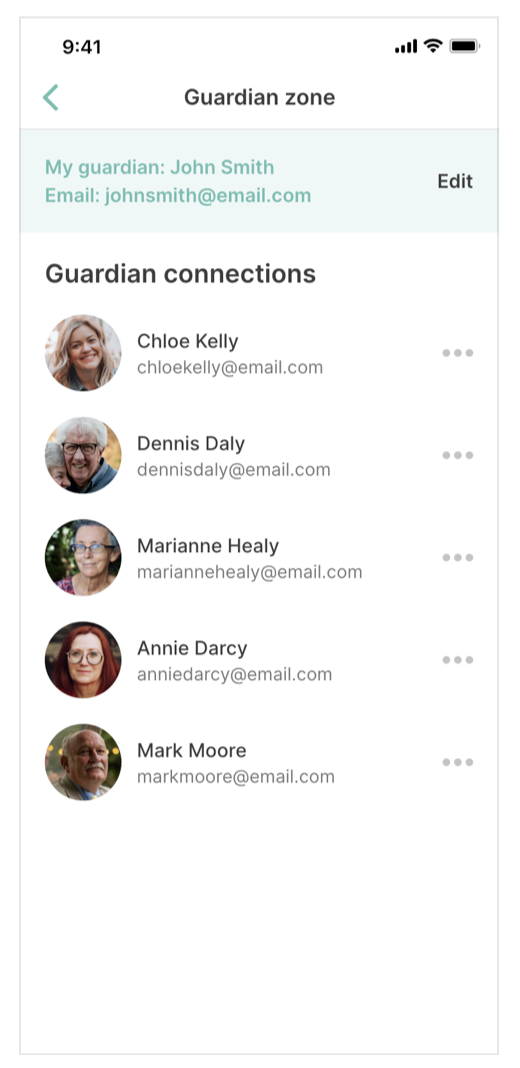 9:41
Guardian zone
My guardian: John Smith
Email: johnsmith@email.com
Edit
Guardian connections
Chloe Kelly
chloekelly@email.com
Dennis Daly
dennisdaly@email.com
Marianne Healy
mariannehealy@email.com
Annie Darcy
anniedarcy@email.com
Mark Moore
markmoore@email.com